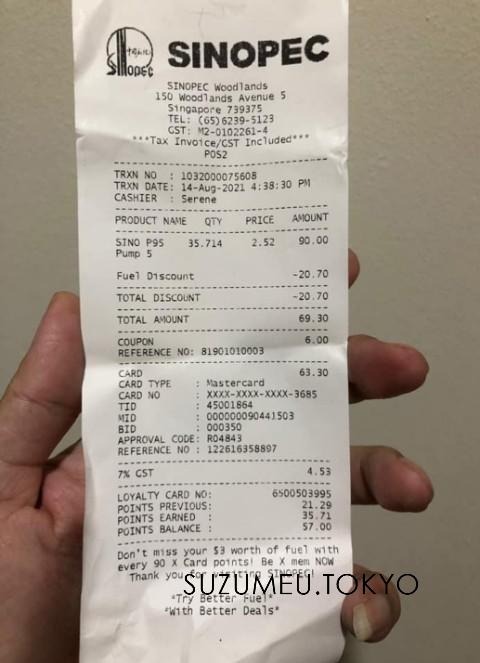 中石化
SINOPEC
SINOPEC
SINOPEC Woodlands
150 Woodlands Avenue 5
Singapore 739375
TEL: (65)6239-5123
GST: M2-0102261-4
***Tax Invoice/GST Included***
POS2
TRXN NO : 1032000075608
TRXN DATE: 14-Aug-2021 4:38:30 PM
CASHIER : Serene
PRODUCT NAME QTY PRICE AMOUNT
SINO P95 35.714 2.52 90.00
Pump 5
Fuel Discount -20.70
TOTAL DISCOUNT -20.70
TOTAL AMOUNT 69.30
COUPON 6.00
REFERENCE NO: 81901010003
CARD 63.30
CARD TYPE : Mastercard
CARD NO : XXXX-XXXX-XXXX-3685
TID : 45001864
MID : 000000090441503
BID : 000350
APPROVAL CODE: R04843
REFERENCE NO : 122616358897
7% GST 4.53
LOYALTY CARD NO: 6500503995
POINTS PREVIOUS: 21.29
POINTS EARNED : 35.71
POINTS BALANCE : 57.00
Don't miss your $3 worth of fuel with
every 90 X Card points! Be X mem NOW
Thank you for visiting SINOPEC!
SUZUMEU.TOKYO
*Try Better Fuel*
*With Better Deals*